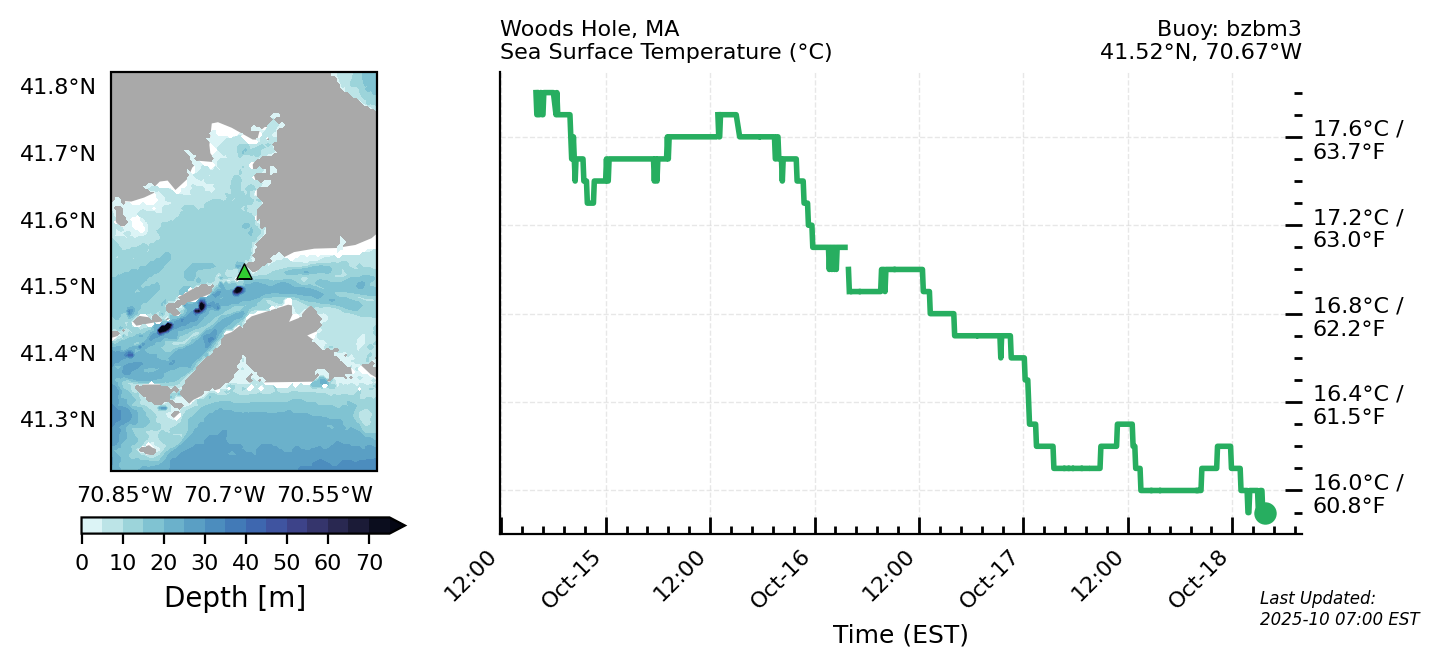 Woods Hole, MA
Sea Surface Temperature (°C)
Buoy: bzbm3
41.52°N, 70.67°W
41.8°N
41.7°N
41.6°N
41.5°N
41.4°N
41.3°N
70.85°W 70.7°W 70.55°W
0 10 20 30 40 50 60 70
Depth [m]
17.6°C /
63.7°F
17.2°C /
63.0°F
16.8°C /
62.2°F
16.4°C /
61.5°F
16.0°C /
60.8°F
12:00 Oct-15 12:00 Oct-16 12:00 Oct-17 12:00 Oct-18
Time (EST)
Last Updated:
2025-10 07:00 EST